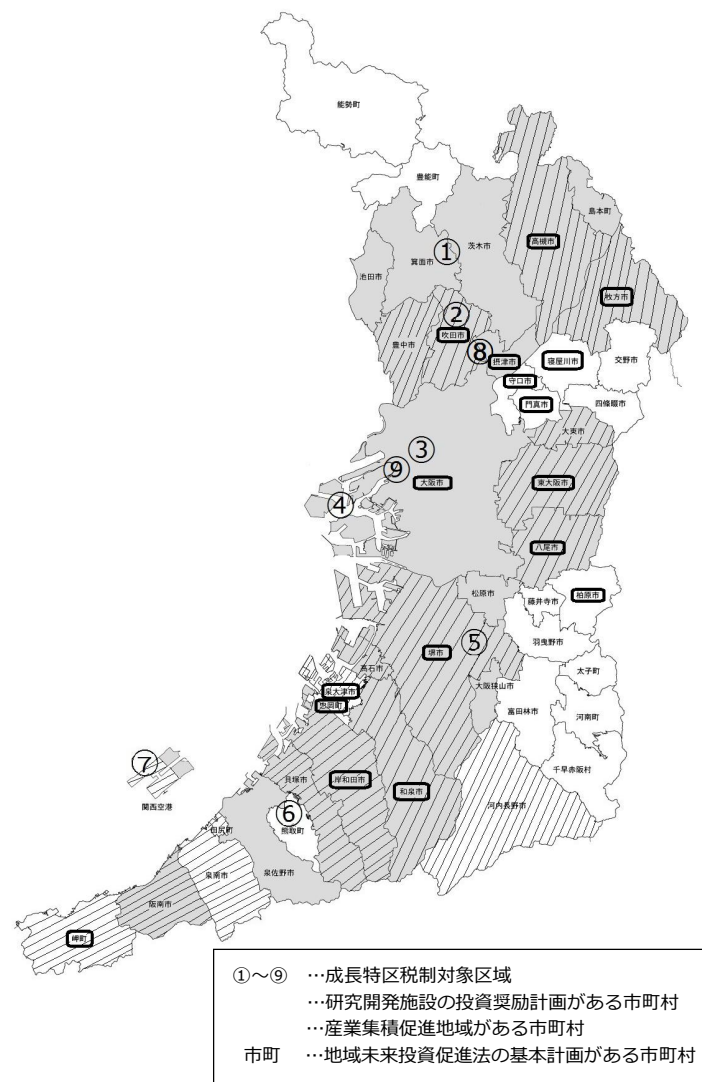 能勢町
豊能町
島本町
高槻市
茨木市
①
箕面市
池田市
枚方市
②
吹田市
豊中市
⑧
摂津市
寝屋川市
交野市
守口市
門真市
四條畷市
大東市
③
⑨
大阪市
東大阪市
④
八尾市
松原市
藤井寺市
柏原市
羽曳野市
⑤
堺市
高石市
太子町
大阪狭山市
泉大津市
忠岡町
富田林市
河南町
⑦
千早赤阪村
貝塚市
岸和田市
和泉市
河内長野市
関西空港
⑥
熊取町
田尻町
泉南市
泉佐野市
阪南市
岬町
①～⑨ …成長特区税制対象区域
…研究開発施設の投資奨励計画がある市町村
…産業集積促進地域がある市町村
市町 …地域未来投資促進法の基本計画がある市町村